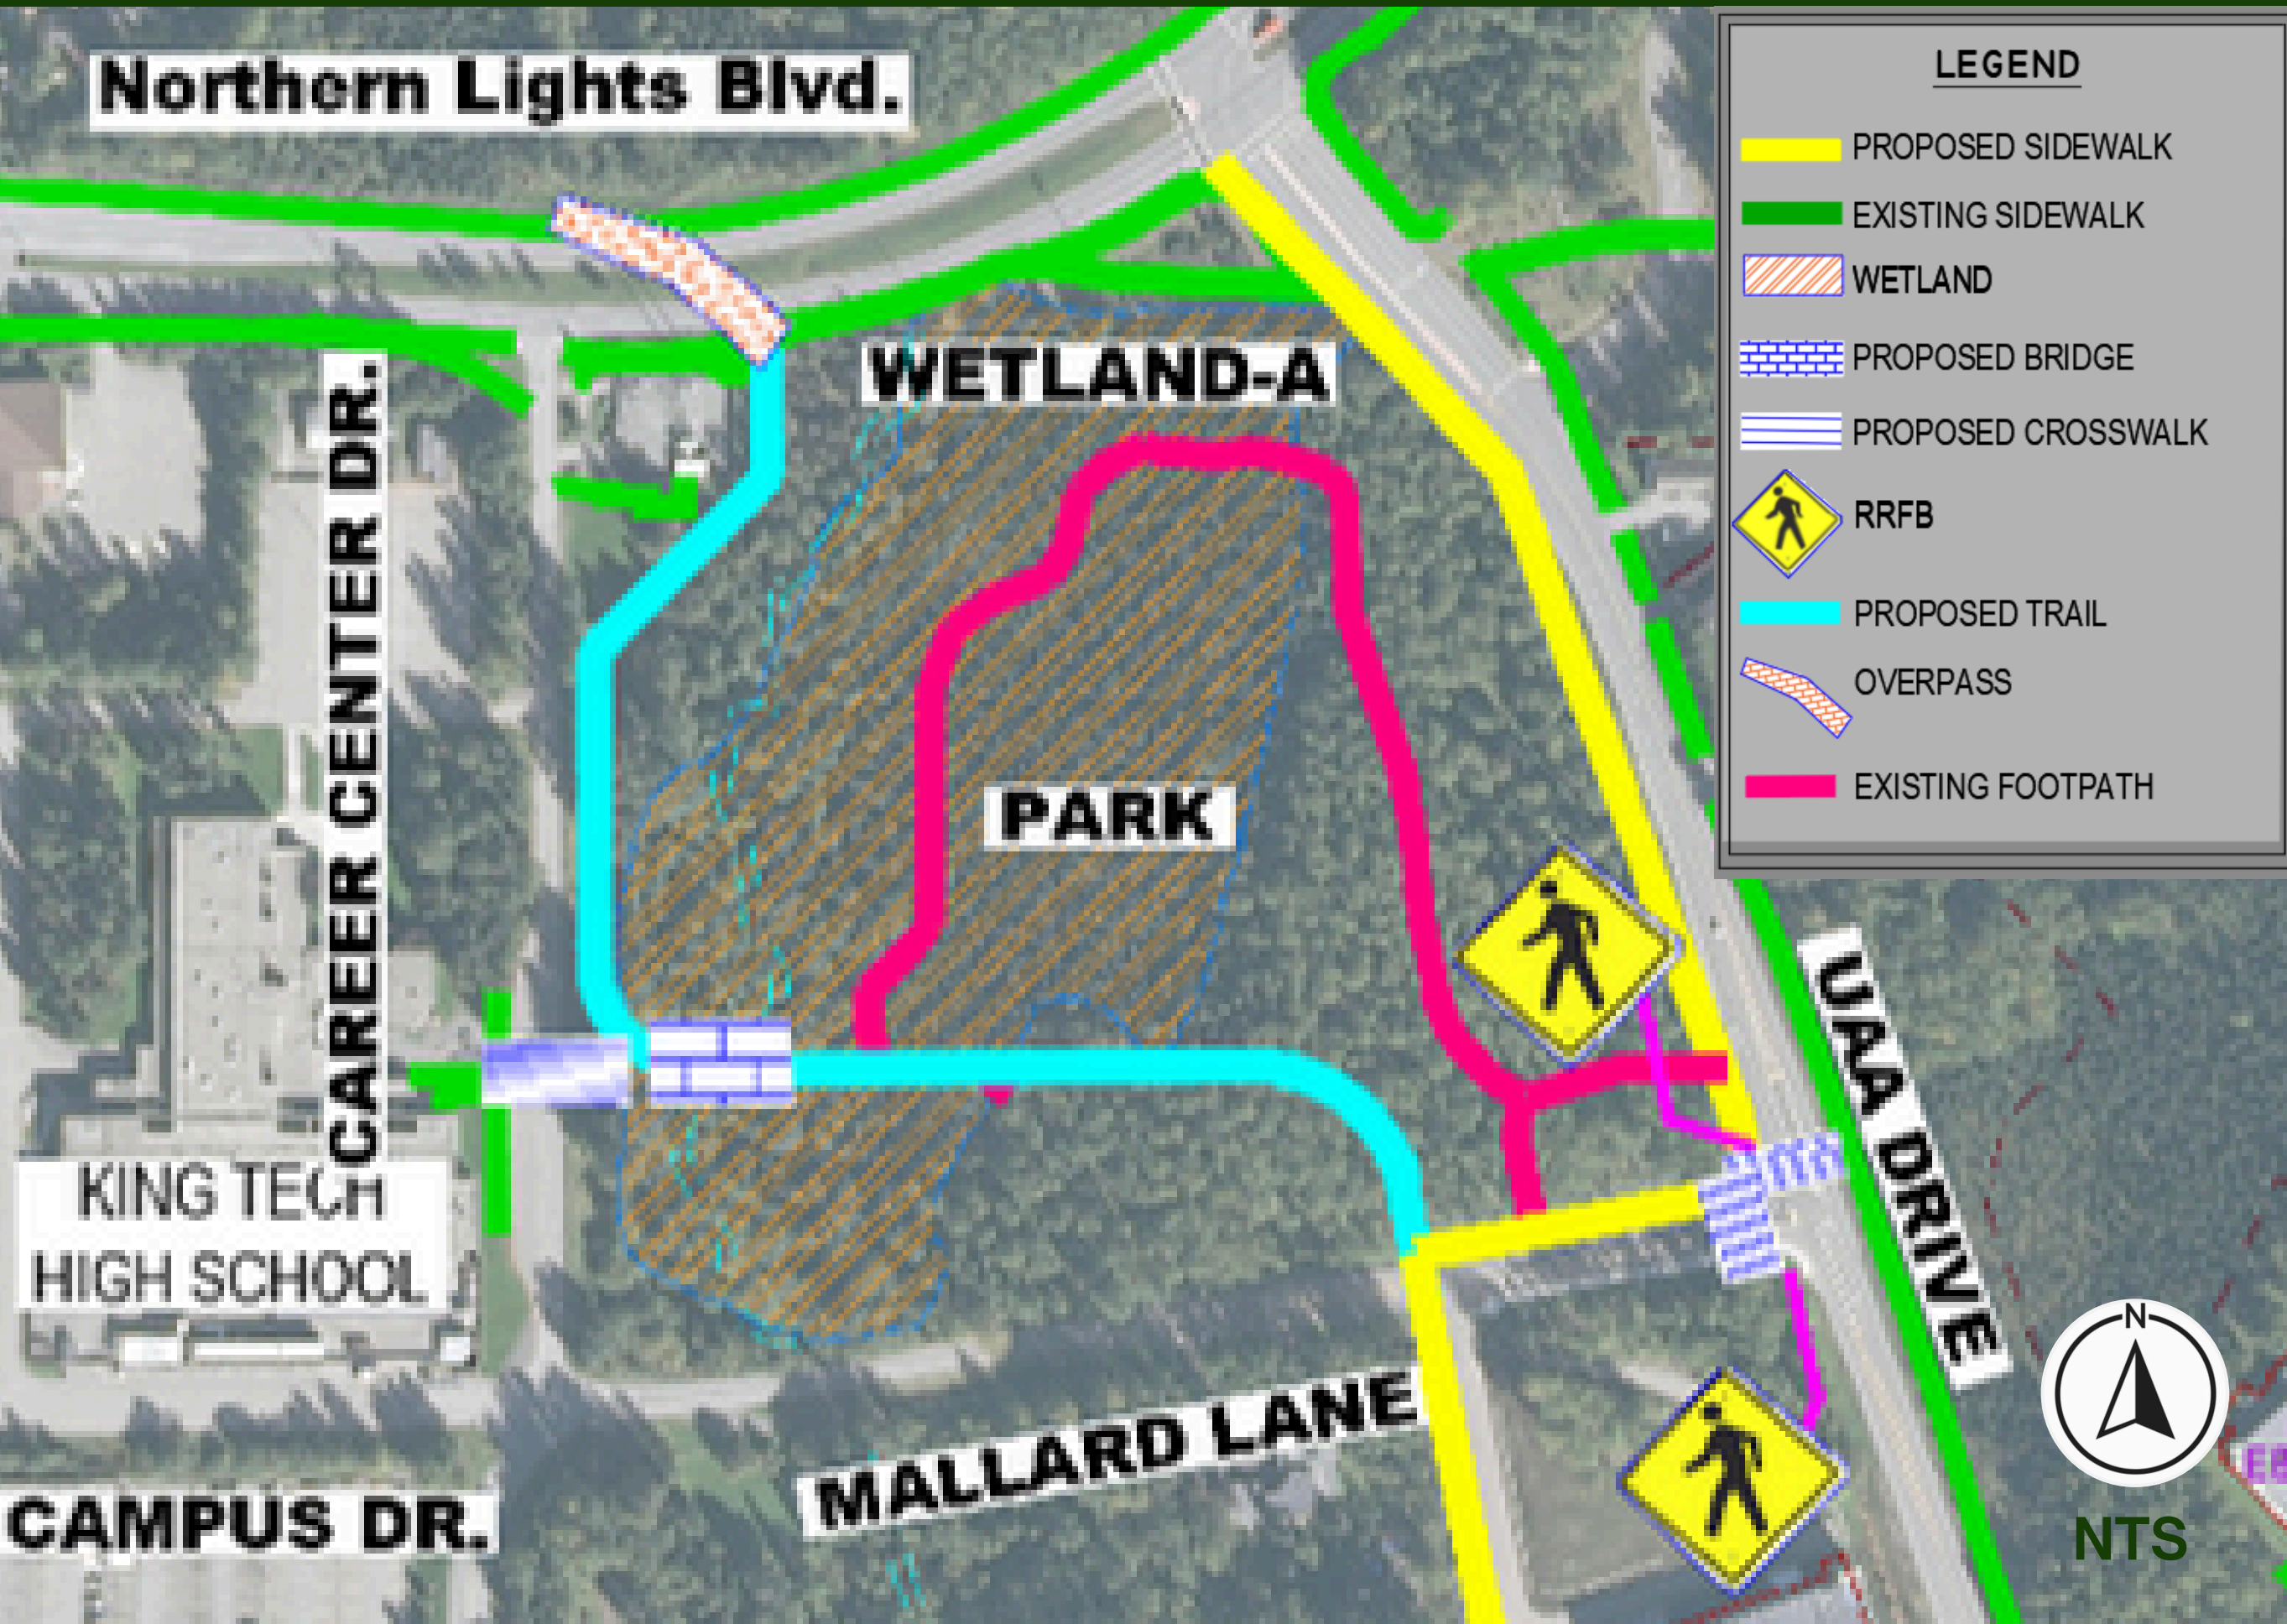 Northern Lights Blvd.
LEGEND
PROPOSED SIDEWALK
EXISTING SIDEWALK
WETLAND
PROPOSED BRIDGE
PROPOSED CROSSWALK
RRFB
PROPOSED TRAIL
OVERPASS
EXISTING FOOTPATH
WETLAND-A
CAREER CENTER DR.
PARK
UAA DRIVE
KING TECH
HIGH SCHOOL
MALLARD LANE
CAMPUS DR.
N
NTS